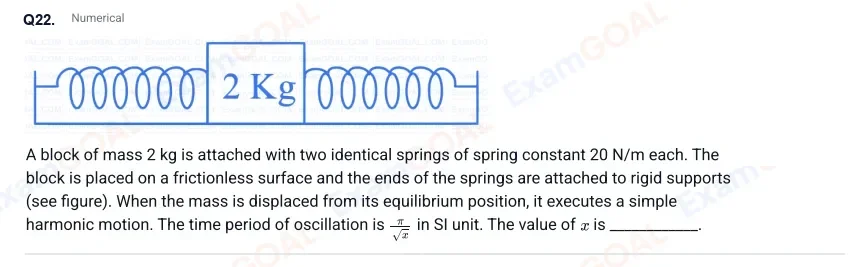 Q22. Numerical
2 Kg
A block of mass 2 kg is attached with two identical springs of spring constant 20 N/m each. The
block is placed on a frictionless surface and the ends of the springs are attached to rigid supports
(see figure). When the mass is displaced from its equilibrium position, it executes a simple
harmonic motion. The time period of oscillation is π/√x in SI unit. The value of x is ____________.
ExamGOAL